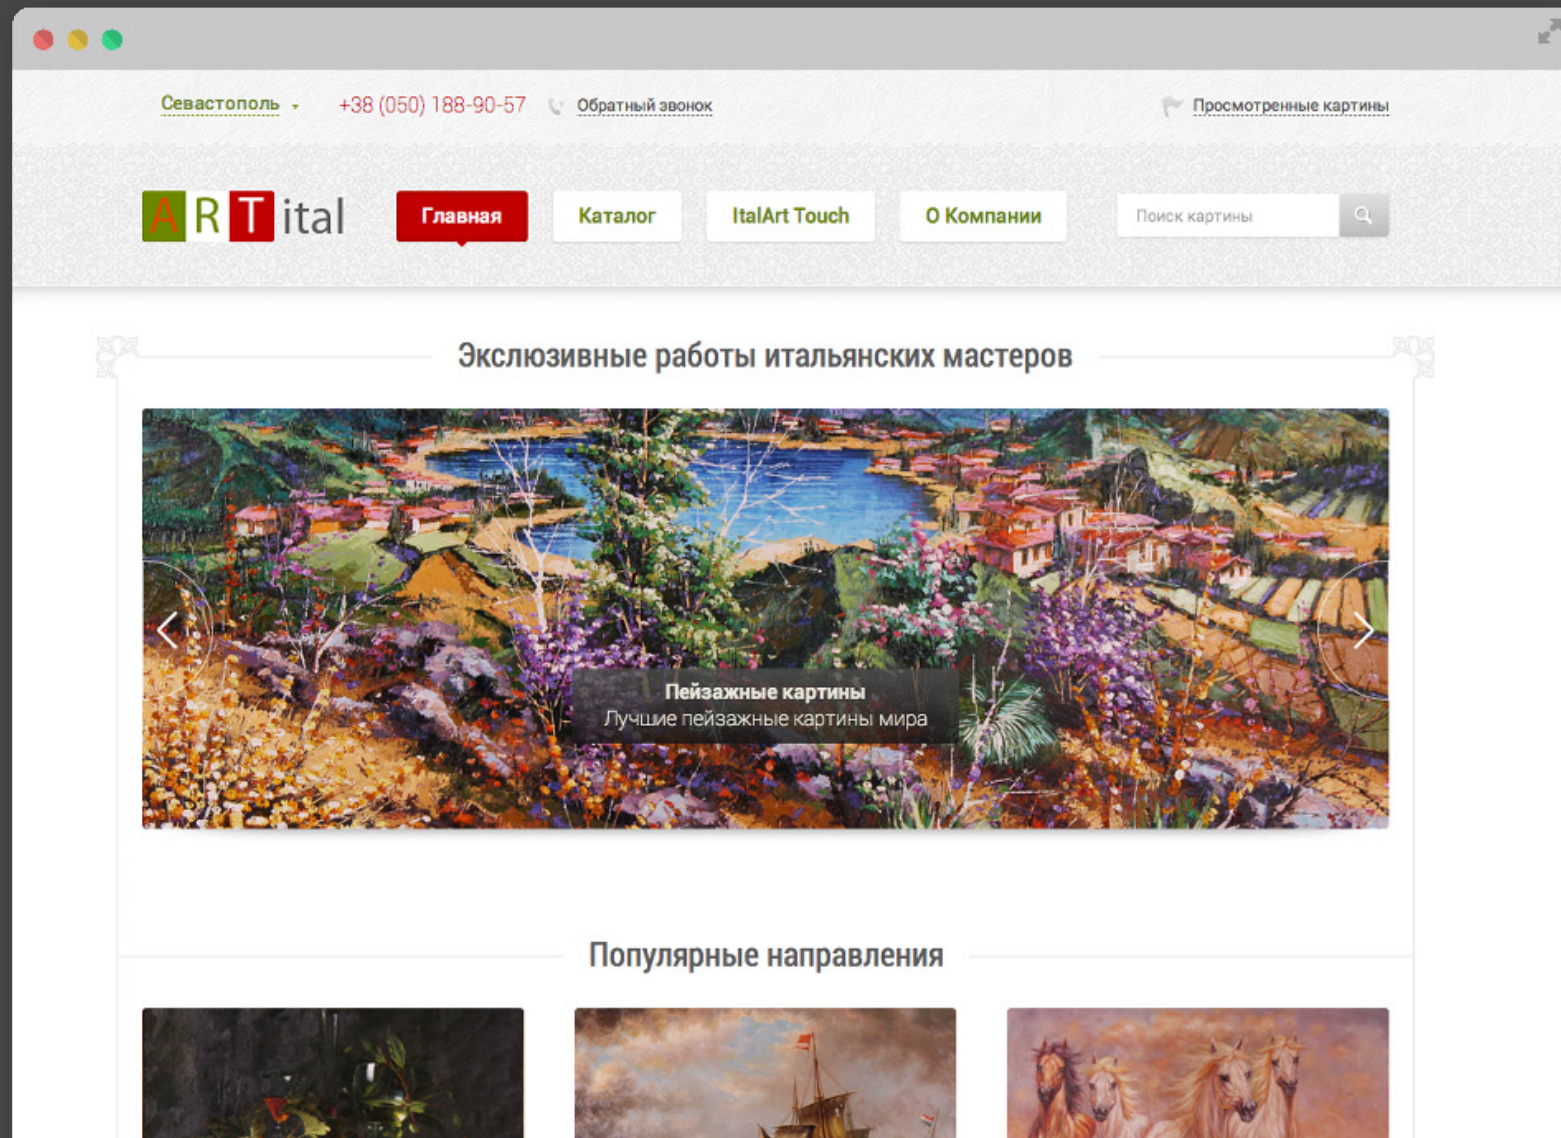 Севастополь
+38 (050) 188-90-57
Обратный звонок
Просмотренные картины
ARTital
Главная
Каталог
ItalArt Touch
О Компании
Поиск картины
Экслюзивные работы итальянских мастеров
Пейзажные картины
Лучшие пейзажные картины мира
Популярные направления